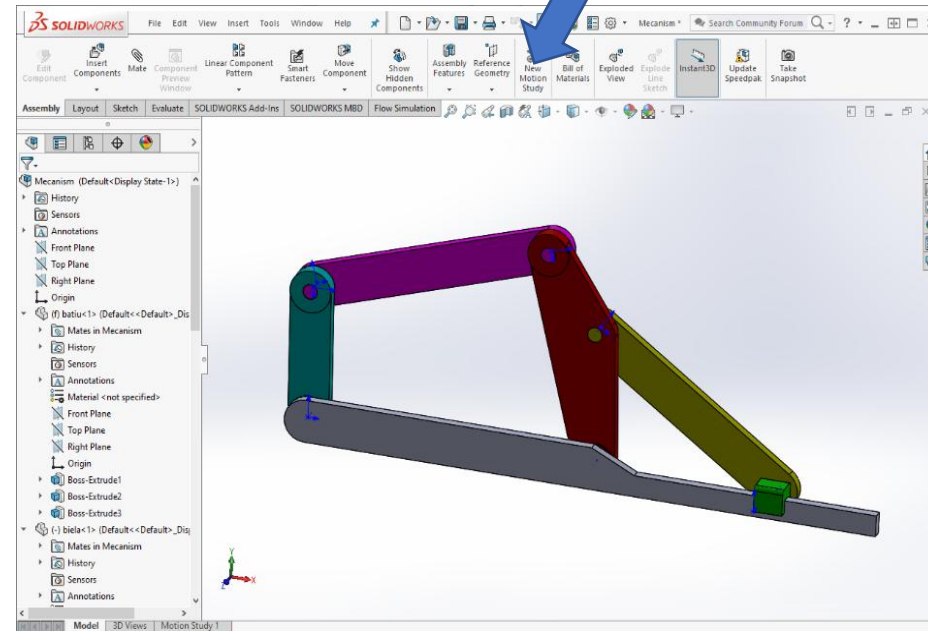 SOLIDWORKS File Edit View Insert Tools Window Help Mecanism * Search Community Forum ?
Edit Component
Insert Components
Mate
Component Preview Window
Linear Component Pattern
Smart Fasteners
Move Component
Show Hidden Components
Assembly Features
Reference Geometry
New Motion Study
Bill of Materials
Exploded View
Explode Line Sketch
Instant3D
Update Speedpak
Take Snapshot
Assembly Layout Sketch Evaluate SOLIDWORKS Add-Ins SOLIDWORKS MBD Flow Simulation
Mecanism (Default<Display State-1>)
History
Sensors
Annotations
Front Plane
Top Plane
Right Plane
Origin
(f) batiu<1> (Default<<Default>_Dis
Mates in Mecanism
History
Sensors
Annotations
Material <not specified>
Front Plane
Top Plane
Right Plane
Origin
Boss-Extrude1
Boss-Extrude2
Boss-Extrude3
(-) biela<1> (Default<<Default>_Dis
Mates in Mecanism
History
Sensors
Annotations
Y
X
Z
Model 3D Views Motion Study 1